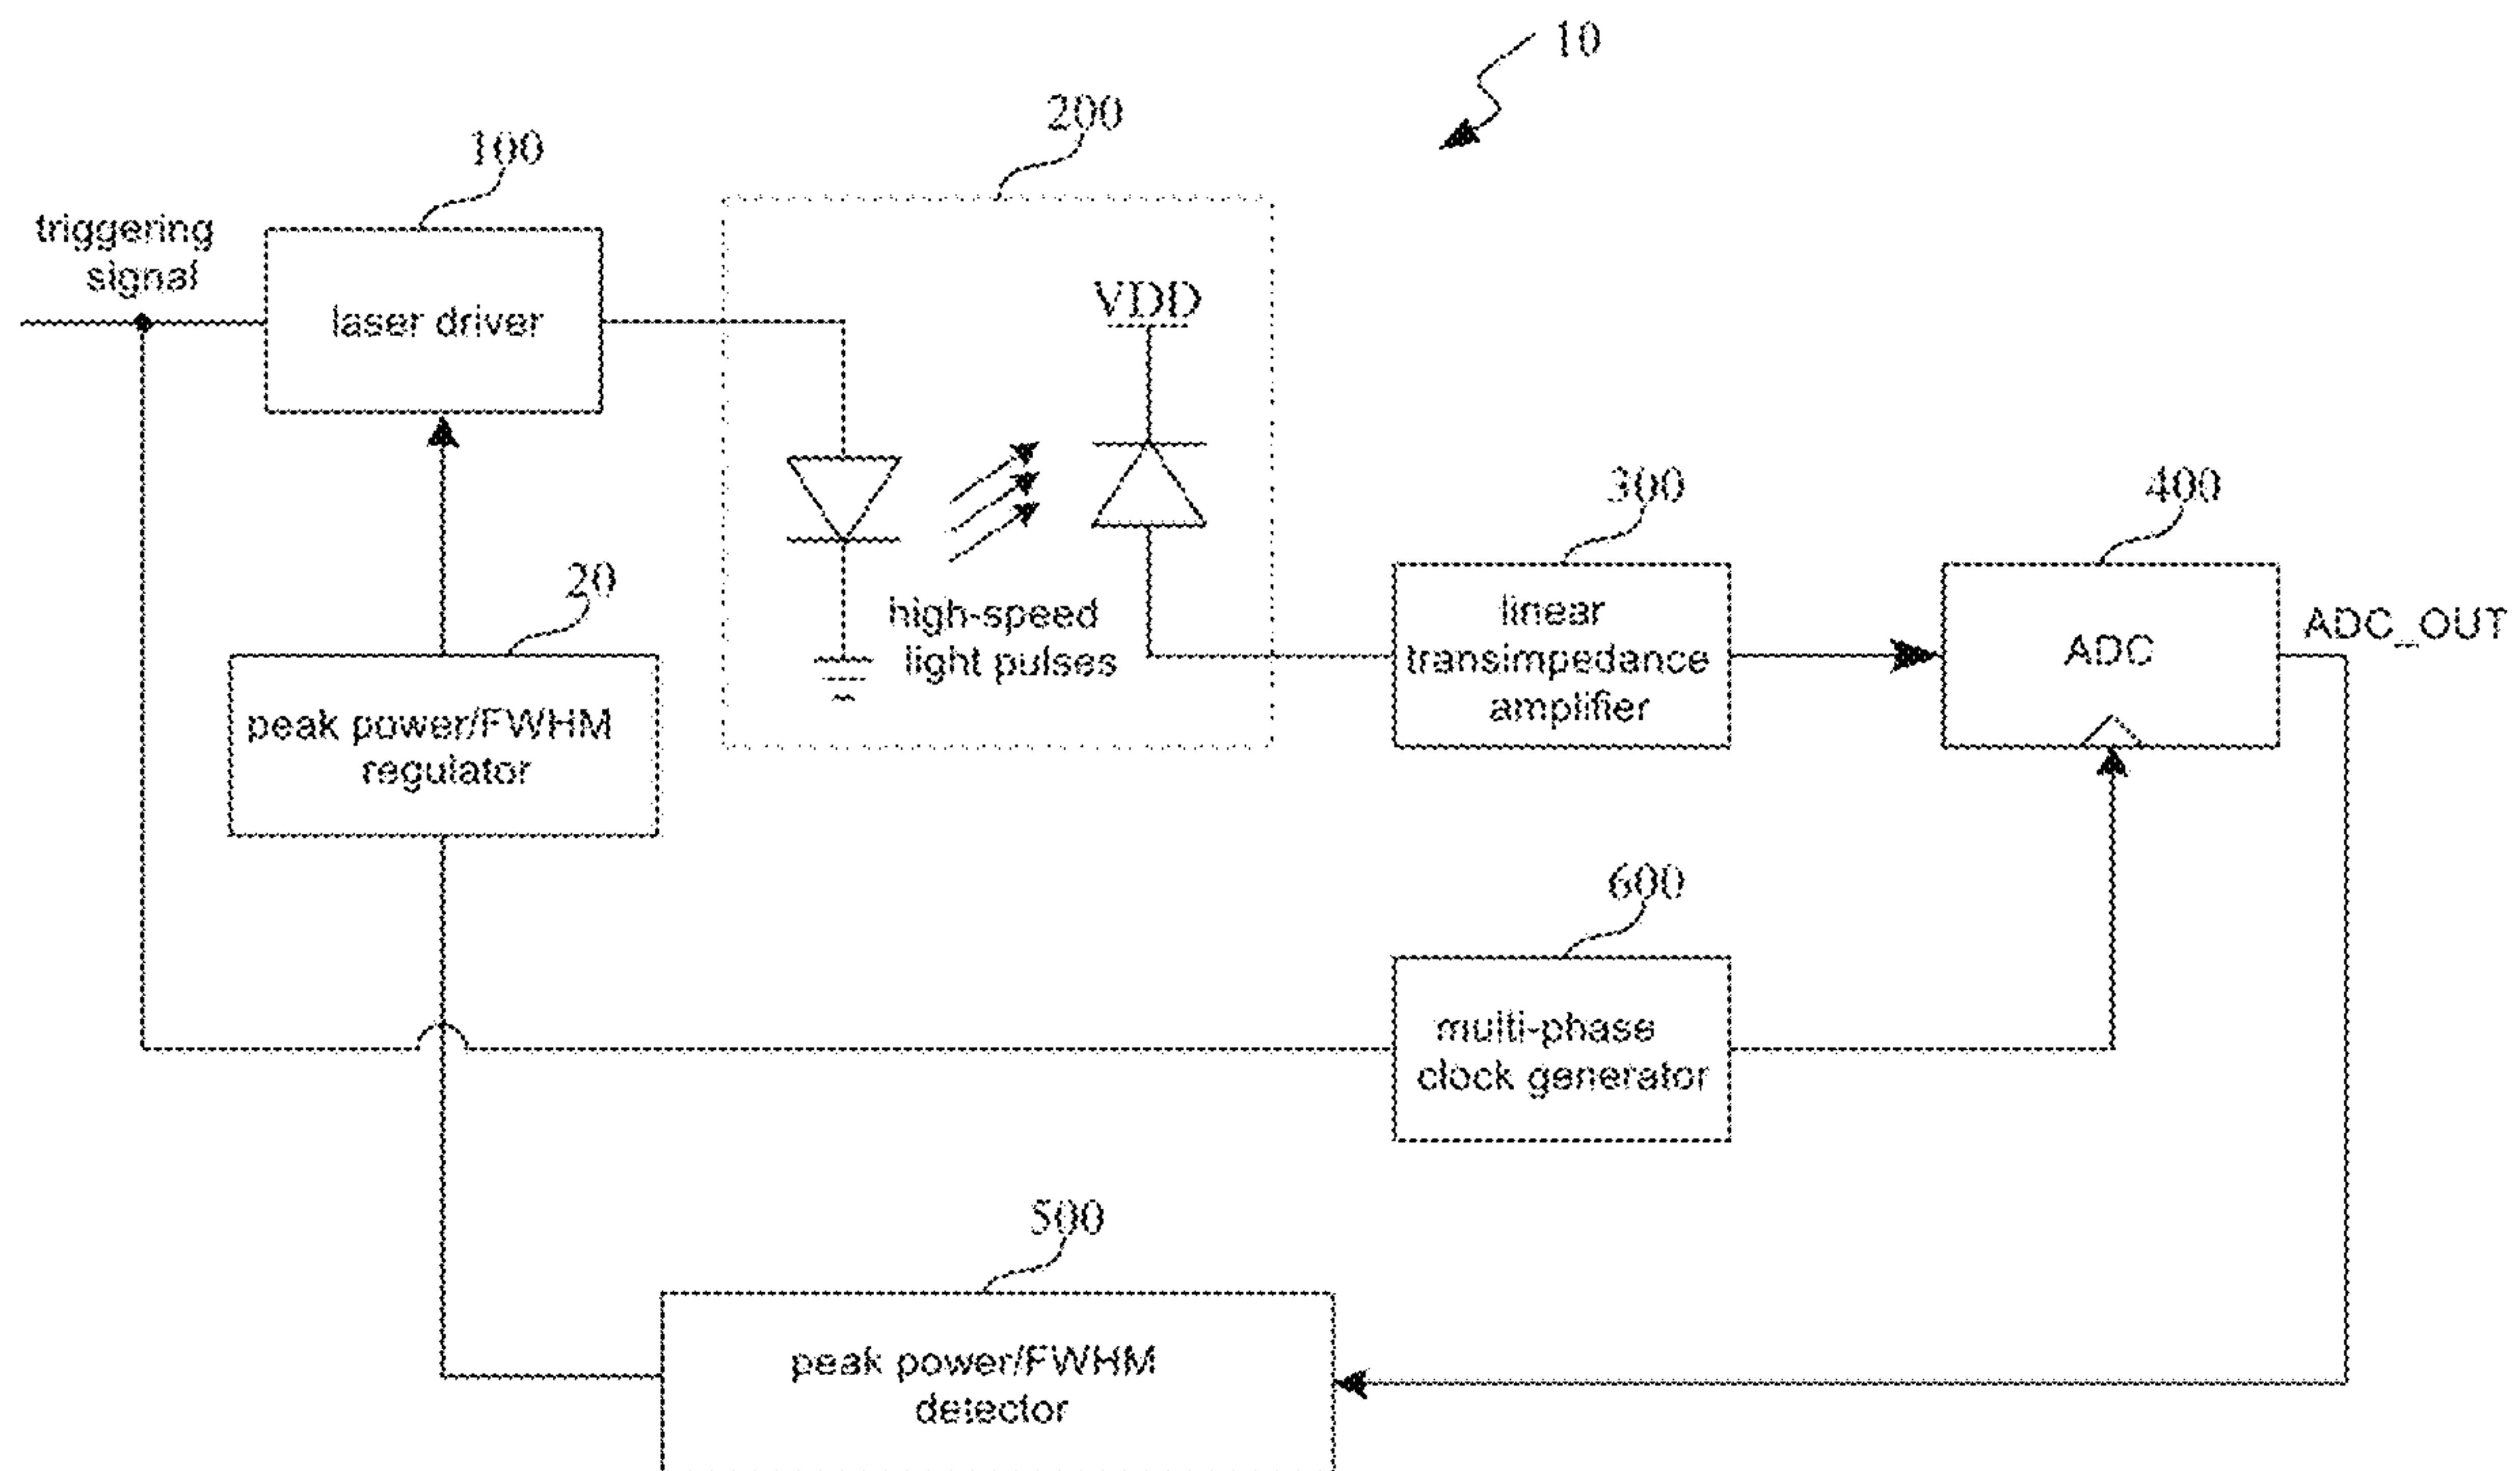 10
200
100
triggering
signal
laser driver
VDD
300
400
20
high-speed
light pulses
linear
transimpedance
amplifier
ADC
ADC_OUT
peak power/FWHM
regulator
600
multi-phase
clock generator
500
peak power/FWHM
detector